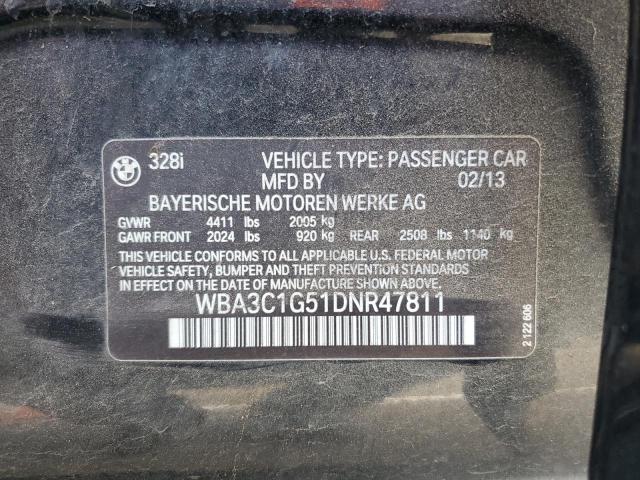 BMW
328i VEHICLE TYPE: PASSENGER CAR
MFD BY 02/13
BAYERISCHE MOTOREN WERKE AG
GVWR 4411 lbs 2005 kg
GAWR FRONT 2024 lbs 920 kg REAR 2508 lbs 1140 kg
THIS VEHICLE CONFORMS TO ALL APPLICABLE U.S. FEDERAL MOTOR
VEHICLE SAFETY, BUMPER AND THEFT PREVENTION STANDARDS
IN EFFECT ON THE DATE OF MANUFACTURE SHOWN ABOVE.
WBA3C1G51DNR47811
2 122 606